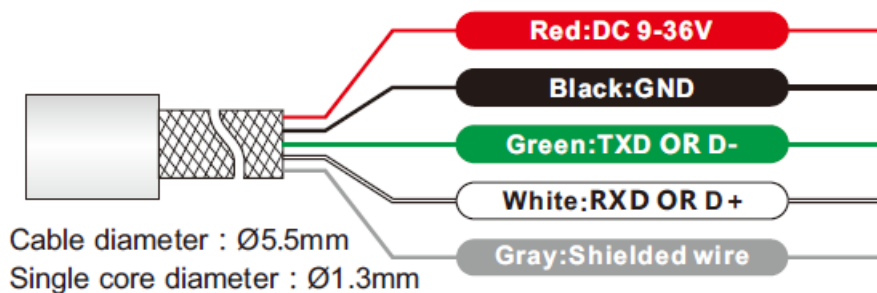 Red:DC 9-36V
Black:GND
Green:TXD OR D-
White:RXD OR D+
Gray:Shielded wire
Cable diameter : Ø5.5mm
Single core diameter : Ø1.3mm